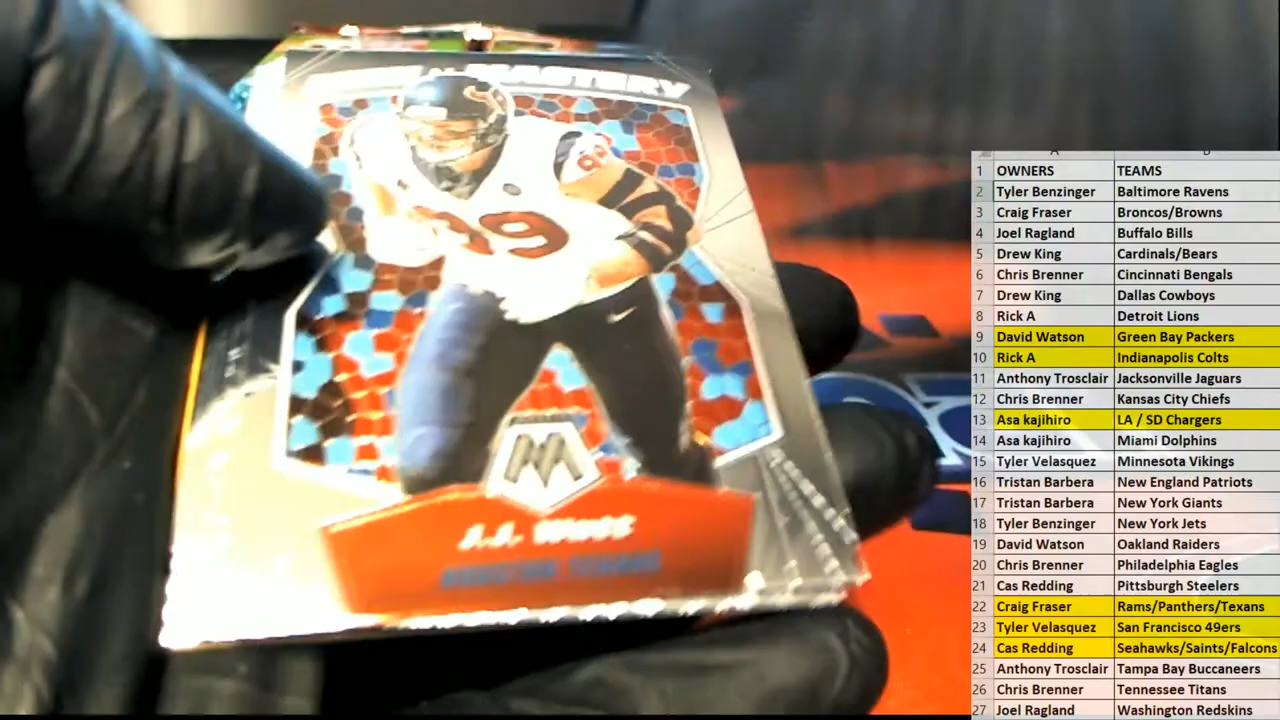 MASTERY
99
J.J. WATT
HOUSTON TEXANS
A B
1 OWNERS TEAMS
2 Tyler Benzinger Baltimore Ravens
3 Craig Fraser Broncos/Browns
4 Joel Ragland Buffalo Bills
5 Drew King Cardinals/Bears
6 Chris Brenner Cincinnati Bengals
7 Drew King Dallas Cowboys
8 Rick A Detroit Lions
9 David Watson Green Bay Packers
10 Rick A Indianapolis Colts
11 Anthony Trosclair Jacksonville Jaguars
12 Chris Brenner Kansas City Chiefs
13 Asa kajihiro LA / SD Chargers
14 Asa kajihiro Miami Dolphins
15 Tyler Velasquez Minnesota Vikings
16 Tristan Barbera New England Patriots
17 Tristan Barbera New York Giants
18 Tyler Benzinger New York Jets
19 David Watson Oakland Raiders
20 Chris Brenner Philadelphia Eagles
21 Cas Redding Pittsburgh Steelers
22 Craig Fraser Rams/Panthers/Texans
23 Tyler Velasquez San Francisco 49ers
24 Cas Redding Seahawks/Saints/Falcons
25 Anthony Trosclair Tampa Bay Buccaneers
26 Chris Brenner Tennessee Titans
27 Joel Ragland Washington Redskins